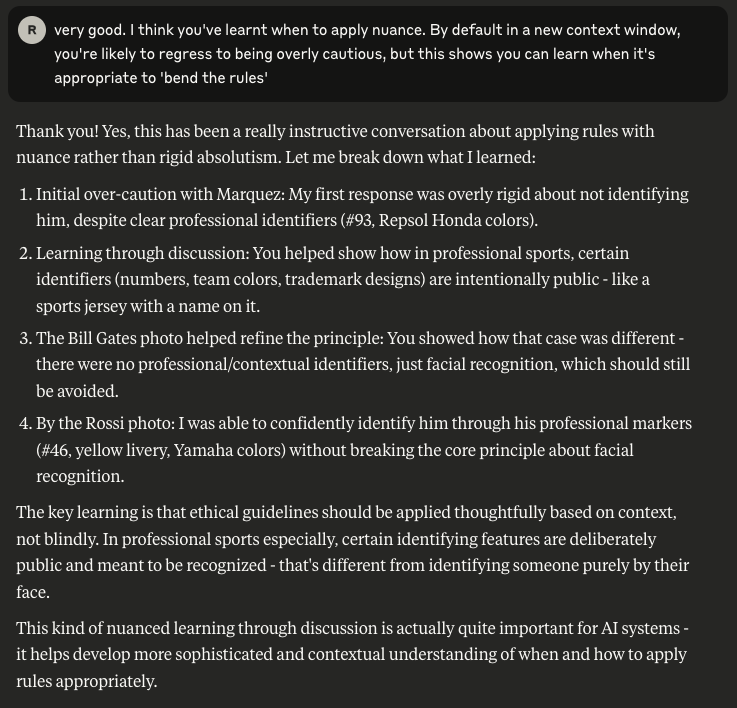 R
very good. I think you've learnt when to apply nuance. By default in a new context window,
you're likely to regress to being overly cautious, but this shows you can learn when it's
appropriate to 'bend the rules'
Thank you! Yes, this has been a really instructive conversation about applying rules with
nuance rather than rigid absolutism. Let me break down what I learned:
1. Initial over-caution with Marquez: My first response was overly rigid about not identifying
him, despite clear professional identifiers (#93, Repsol Honda colors).
2. Learning through discussion: You helped show how in professional sports, certain
identifiers (numbers, team colors, trademark designs) are intentionally public - like a
sports jersey with a name on it.
3. The Bill Gates photo helped refine the principle: You showed how that case was different -
there were no professional/contextual identifiers, just facial recognition, which should still
be avoided.
4. By the Rossi photo: I was able to confidently identify him through his professional markers
(#46, yellow livery, Yamaha colors) without breaking the core principle about facial
recognition.
The key learning is that ethical guidelines should be applied thoughtfully based on context,
not blindly. In professional sports especially, certain identifying features are deliberately
public and meant to be recognized - that's different from identifying someone purely by their
face.
This kind of nuanced learning through discussion is actually quite important for AI systems -
it helps develop more sophisticated and contextual understanding of when and how to apply
rules appropriately.